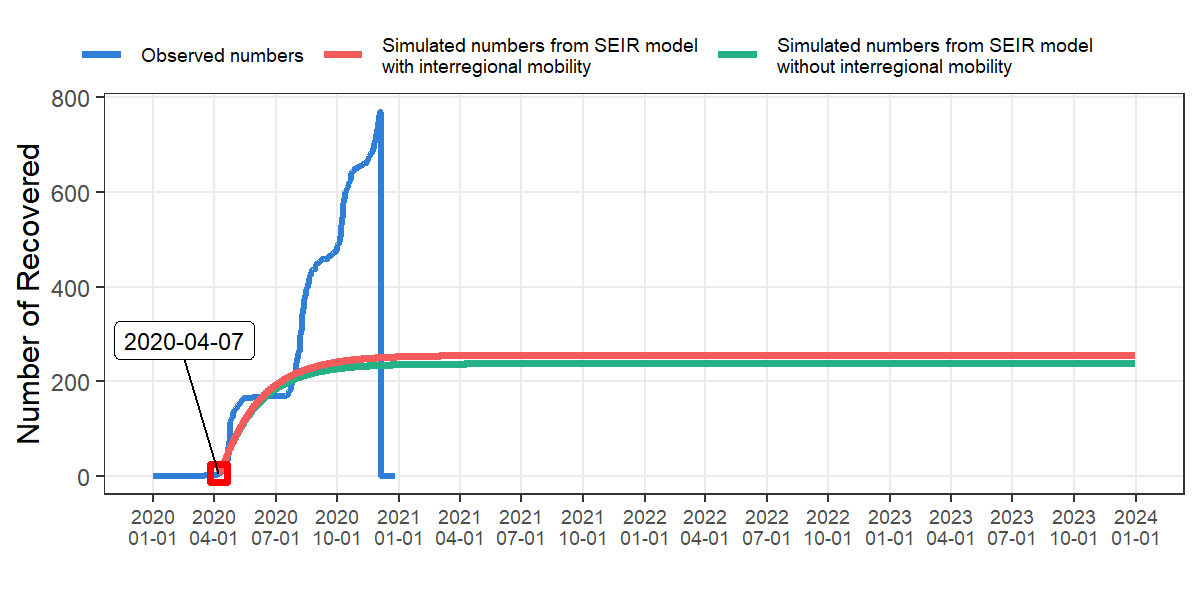 Observed numbers
Simulated numbers from SEIR model
with interregional mobility
Simulated numbers from SEIR model
without interregional mobility
Number of Recovered
800
600
400
200
0
2020-04-07
2020 2020 2020 2020 2021 2021 2021 2021 2022 2022 2022 2022 2023 2023 2023 2023 2024
01-01 04-01 07-01 10-01 01-01 04-01 07-01 10-01 01-01 04-01 07-01 10-01 01-01 04-01 07-01 10-01 01-01